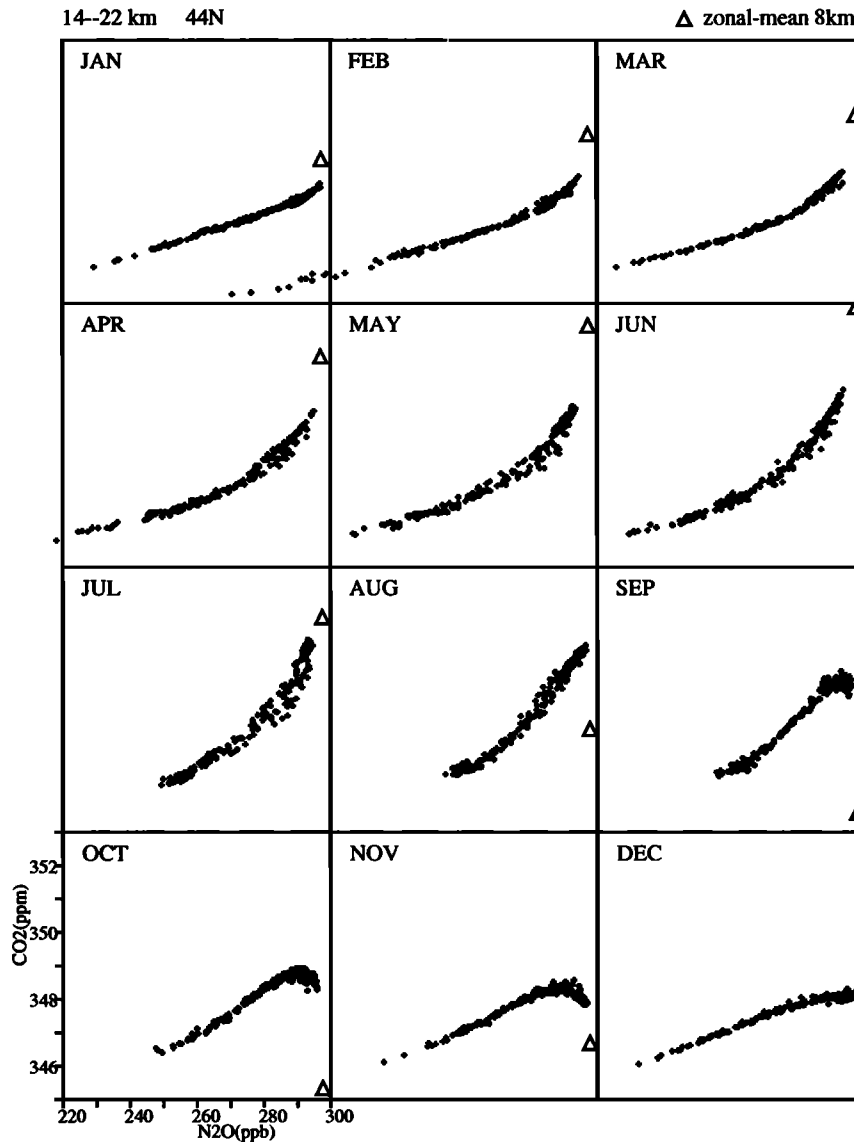 14--22 km 44N
Δ zonal-mean 8km
JAN FEB MAR
APR MAY JUN
JUL AUG SEP
OCT NOV DEC
352
350
348
346
CO2(ppm)
220 240 260 280 300
N2O(ppb)